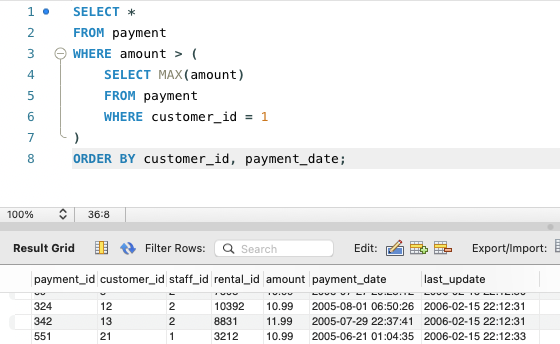 1 SELECT *
2 FROM payment
3 WHERE amount > (
4 SELECT MAX(amount)
5 FROM payment
6 WHERE customer_id = 1
7 )
8 ORDER BY customer_id, payment_date;
100% 36:8
Result Grid Filter Rows: Search Edit: Export/Import:
payment_id customer_id staff_id rental_id amount payment_date last_update
324 12 2 10392 10.99 2005-08-01 06:50:26 2006-02-15 22:12:31
342 13 2 8831 11.99 2005-07-29 22:37:41 2006-02-15 22:12:31
551 21 1 3212 10.99 2005-06-21 01:04:35 2006-02-15 22:12:33